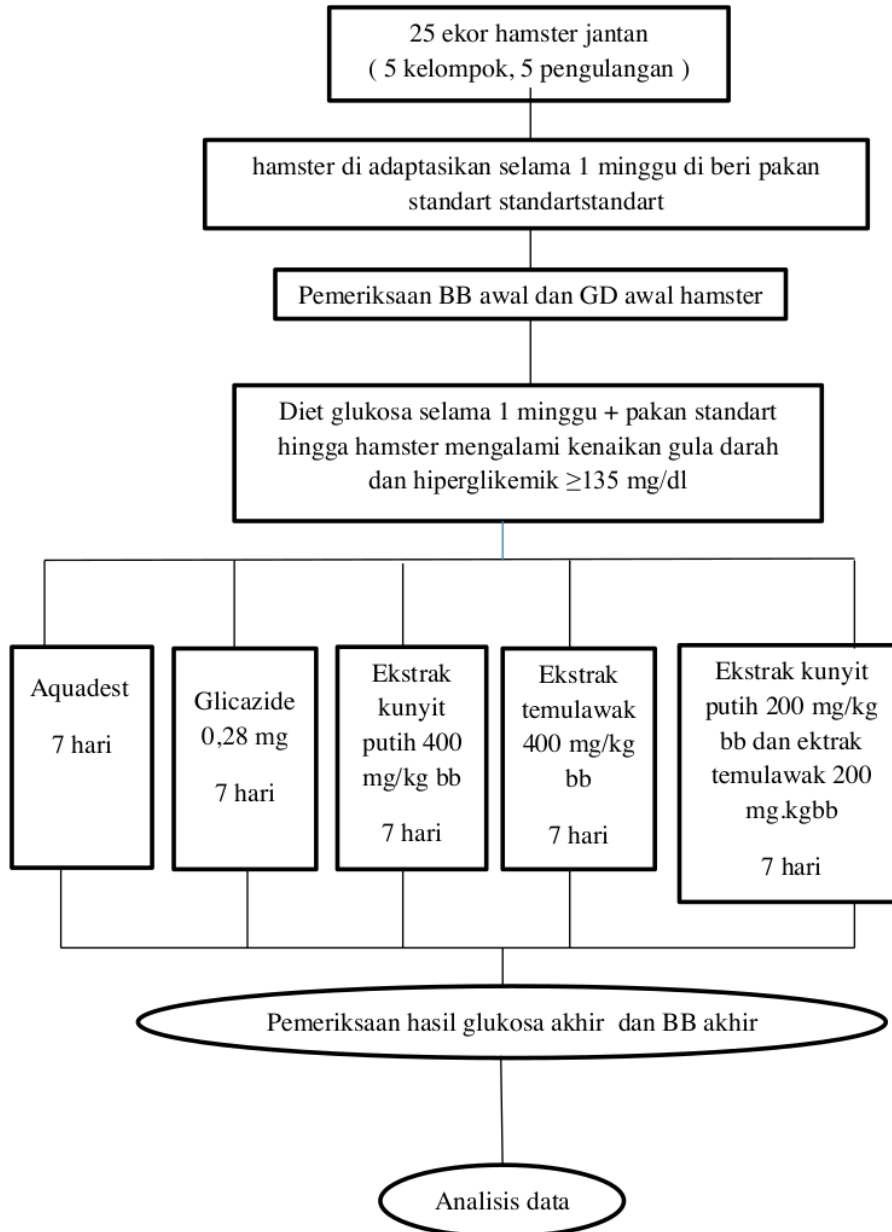 25 ekor hamster jantan
( 5 kelompok, 5 pengulangan )
hamster di adaptasikan selama 1 minggu di beri pakan
standart standartstandart
Pemeriksaan BB awal dan GD awal hamster
Diet glukosa selama 1 minggu + pakan standart
hingga hamster mengalami kenaikan gula darah
dan hiperglikemik ≥135 mg/dl
Aquadest
7 hari
Glicazide
0,28 mg
7 hari
Ekstrak
kunyit
putih 400
mg/kg bb
7 hari
Ekstrak
temulawak
400 mg/kg
bb
7 hari
Ekstrak kunyit
putih 200 mg/kg
bb dan ektrak
temulawak 200
mg.kgbb
7 hari
Pemeriksaan hasil glukosa akhir dan BB akhir
Analisis data